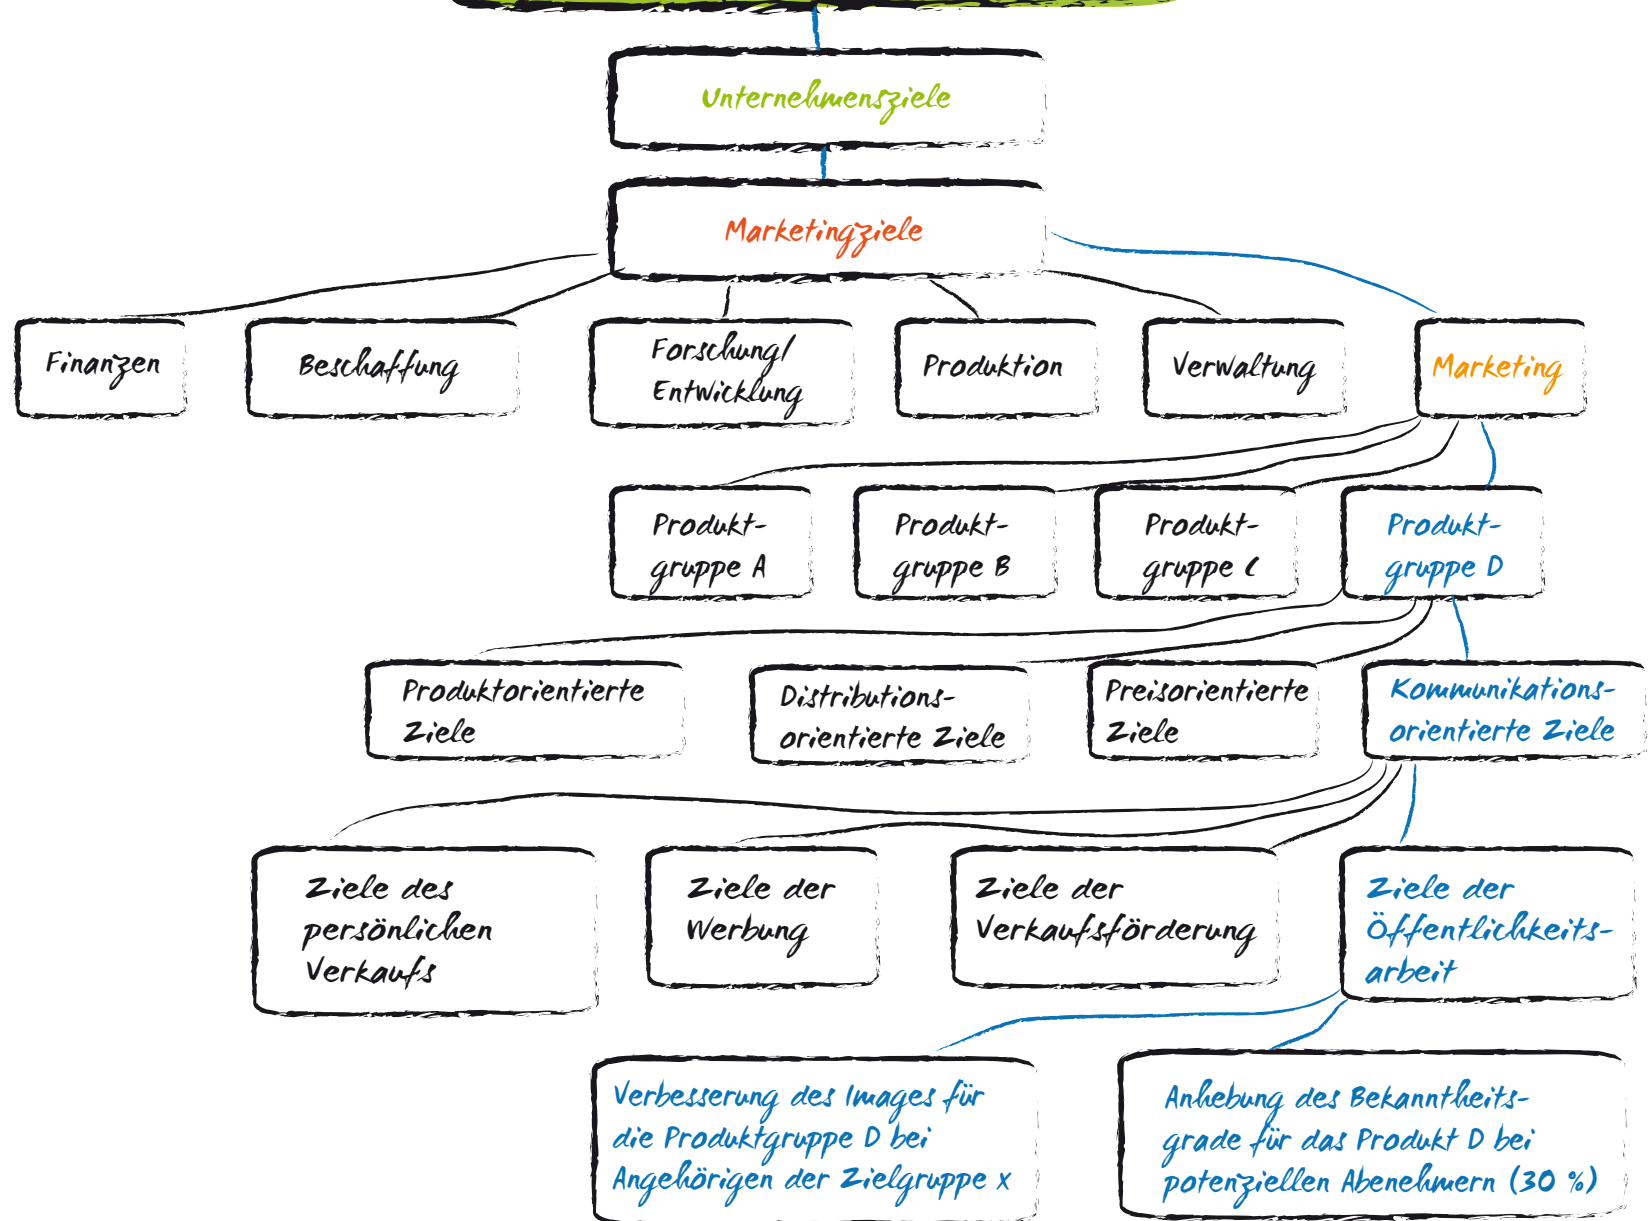 Unternehmensziele
Marketingziele
Finanzen
Beschaffung
Forschung/
Entwicklung
Produktion
Verwaltung
Marketing
Produkt-
gruppe A
Produkt-
gruppe B
Produkt-
gruppe C
Produkt-
gruppe D
Produktorientierte
Ziele
Distributions-
orientierte Ziele
Preisorientierte
Ziele
Kommunikations-
orientierte Ziele
Ziele des
persönlichen
Verkaufs
Ziele der
Werbung
Ziele der
Verkaufsförderung
Ziele der
Öffentlichkeits-
arbeit
Verbesserung des Images für
die Produktgruppe D bei
Angehörigen der Zielgruppe x
Anhebung des Bekanntheits-
grade für das Produkt D bei
potenziellen Abenehmern (30 %)